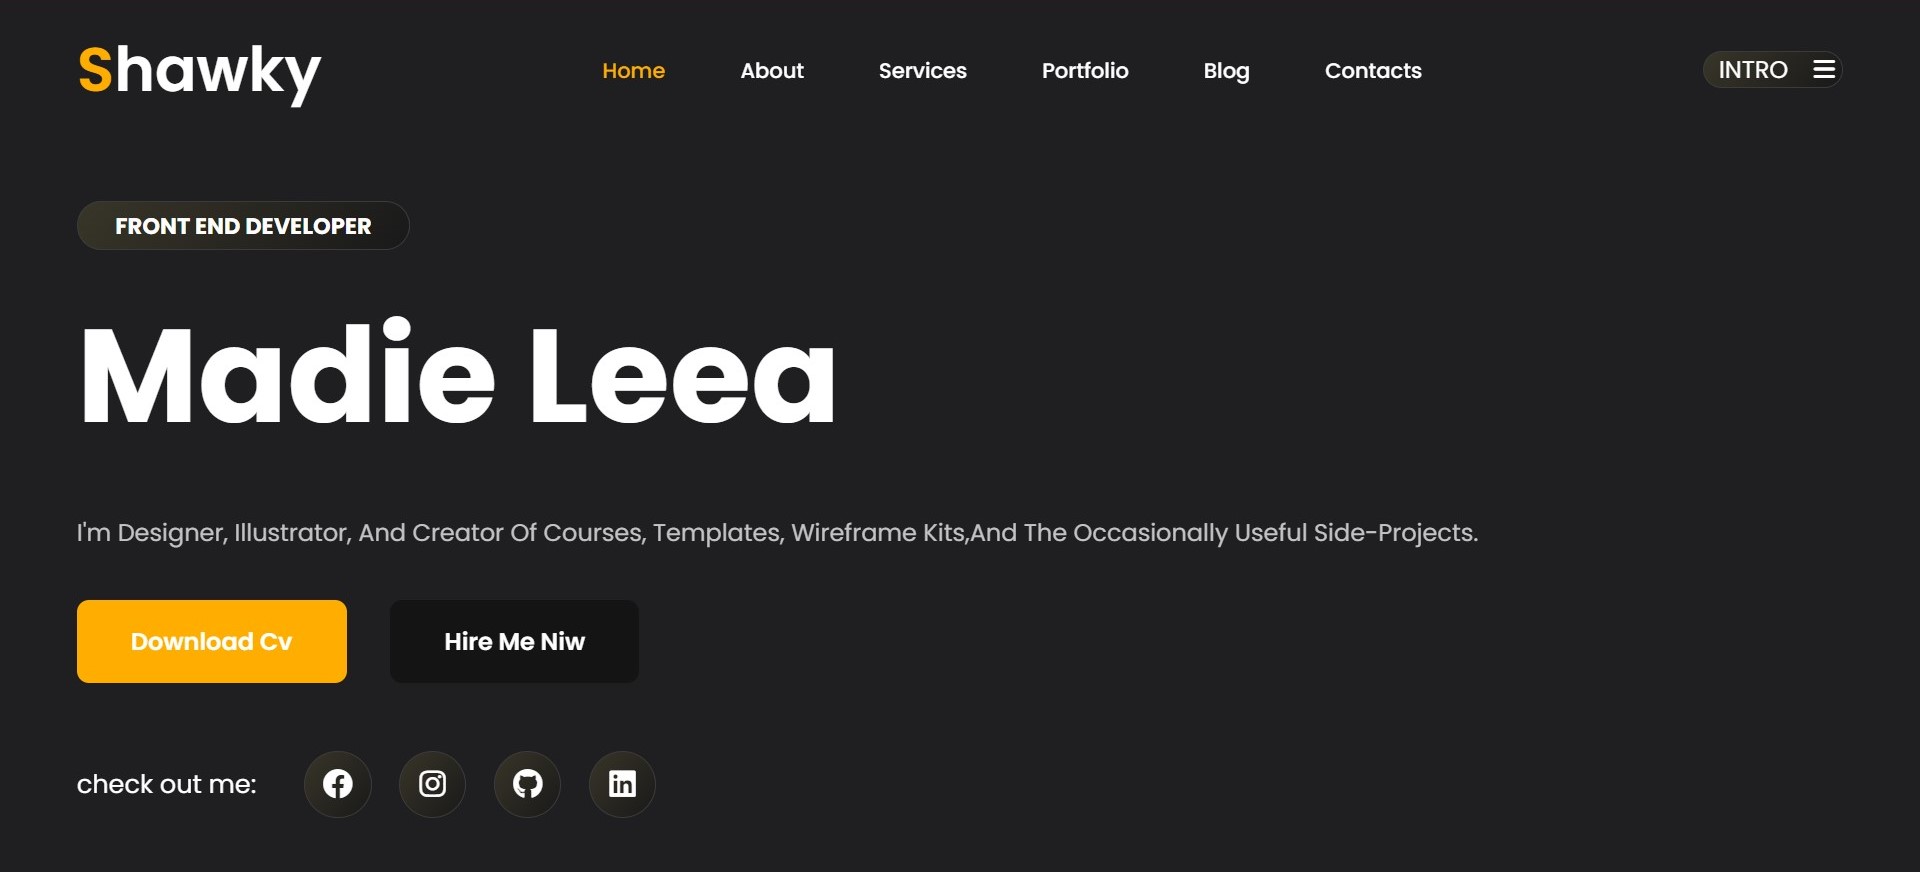 Shawky Home About Services Portfolio Blog Contacts INTRO
FRONT END DEVELOPER
Madie Leea
I'm Designer, Illustrator, And Creator Of Courses, Templates, Wireframe Kits,And The Occasionally Useful Side-Projects.
Download Cv Hire Me Niw
check out me: